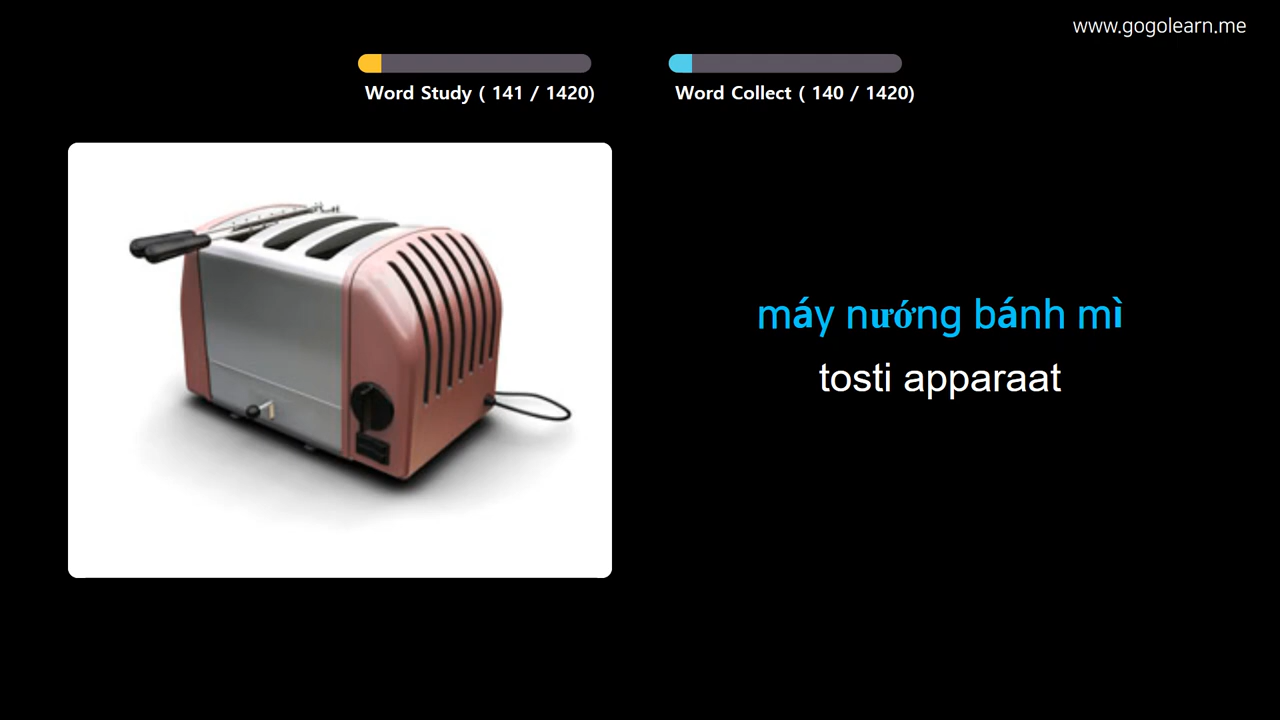 www.gogolearn.me
Word Study ( 141 / 1420)
Word Collect ( 140 / 1420)
máy nướng bánh mì
tosti apparaat